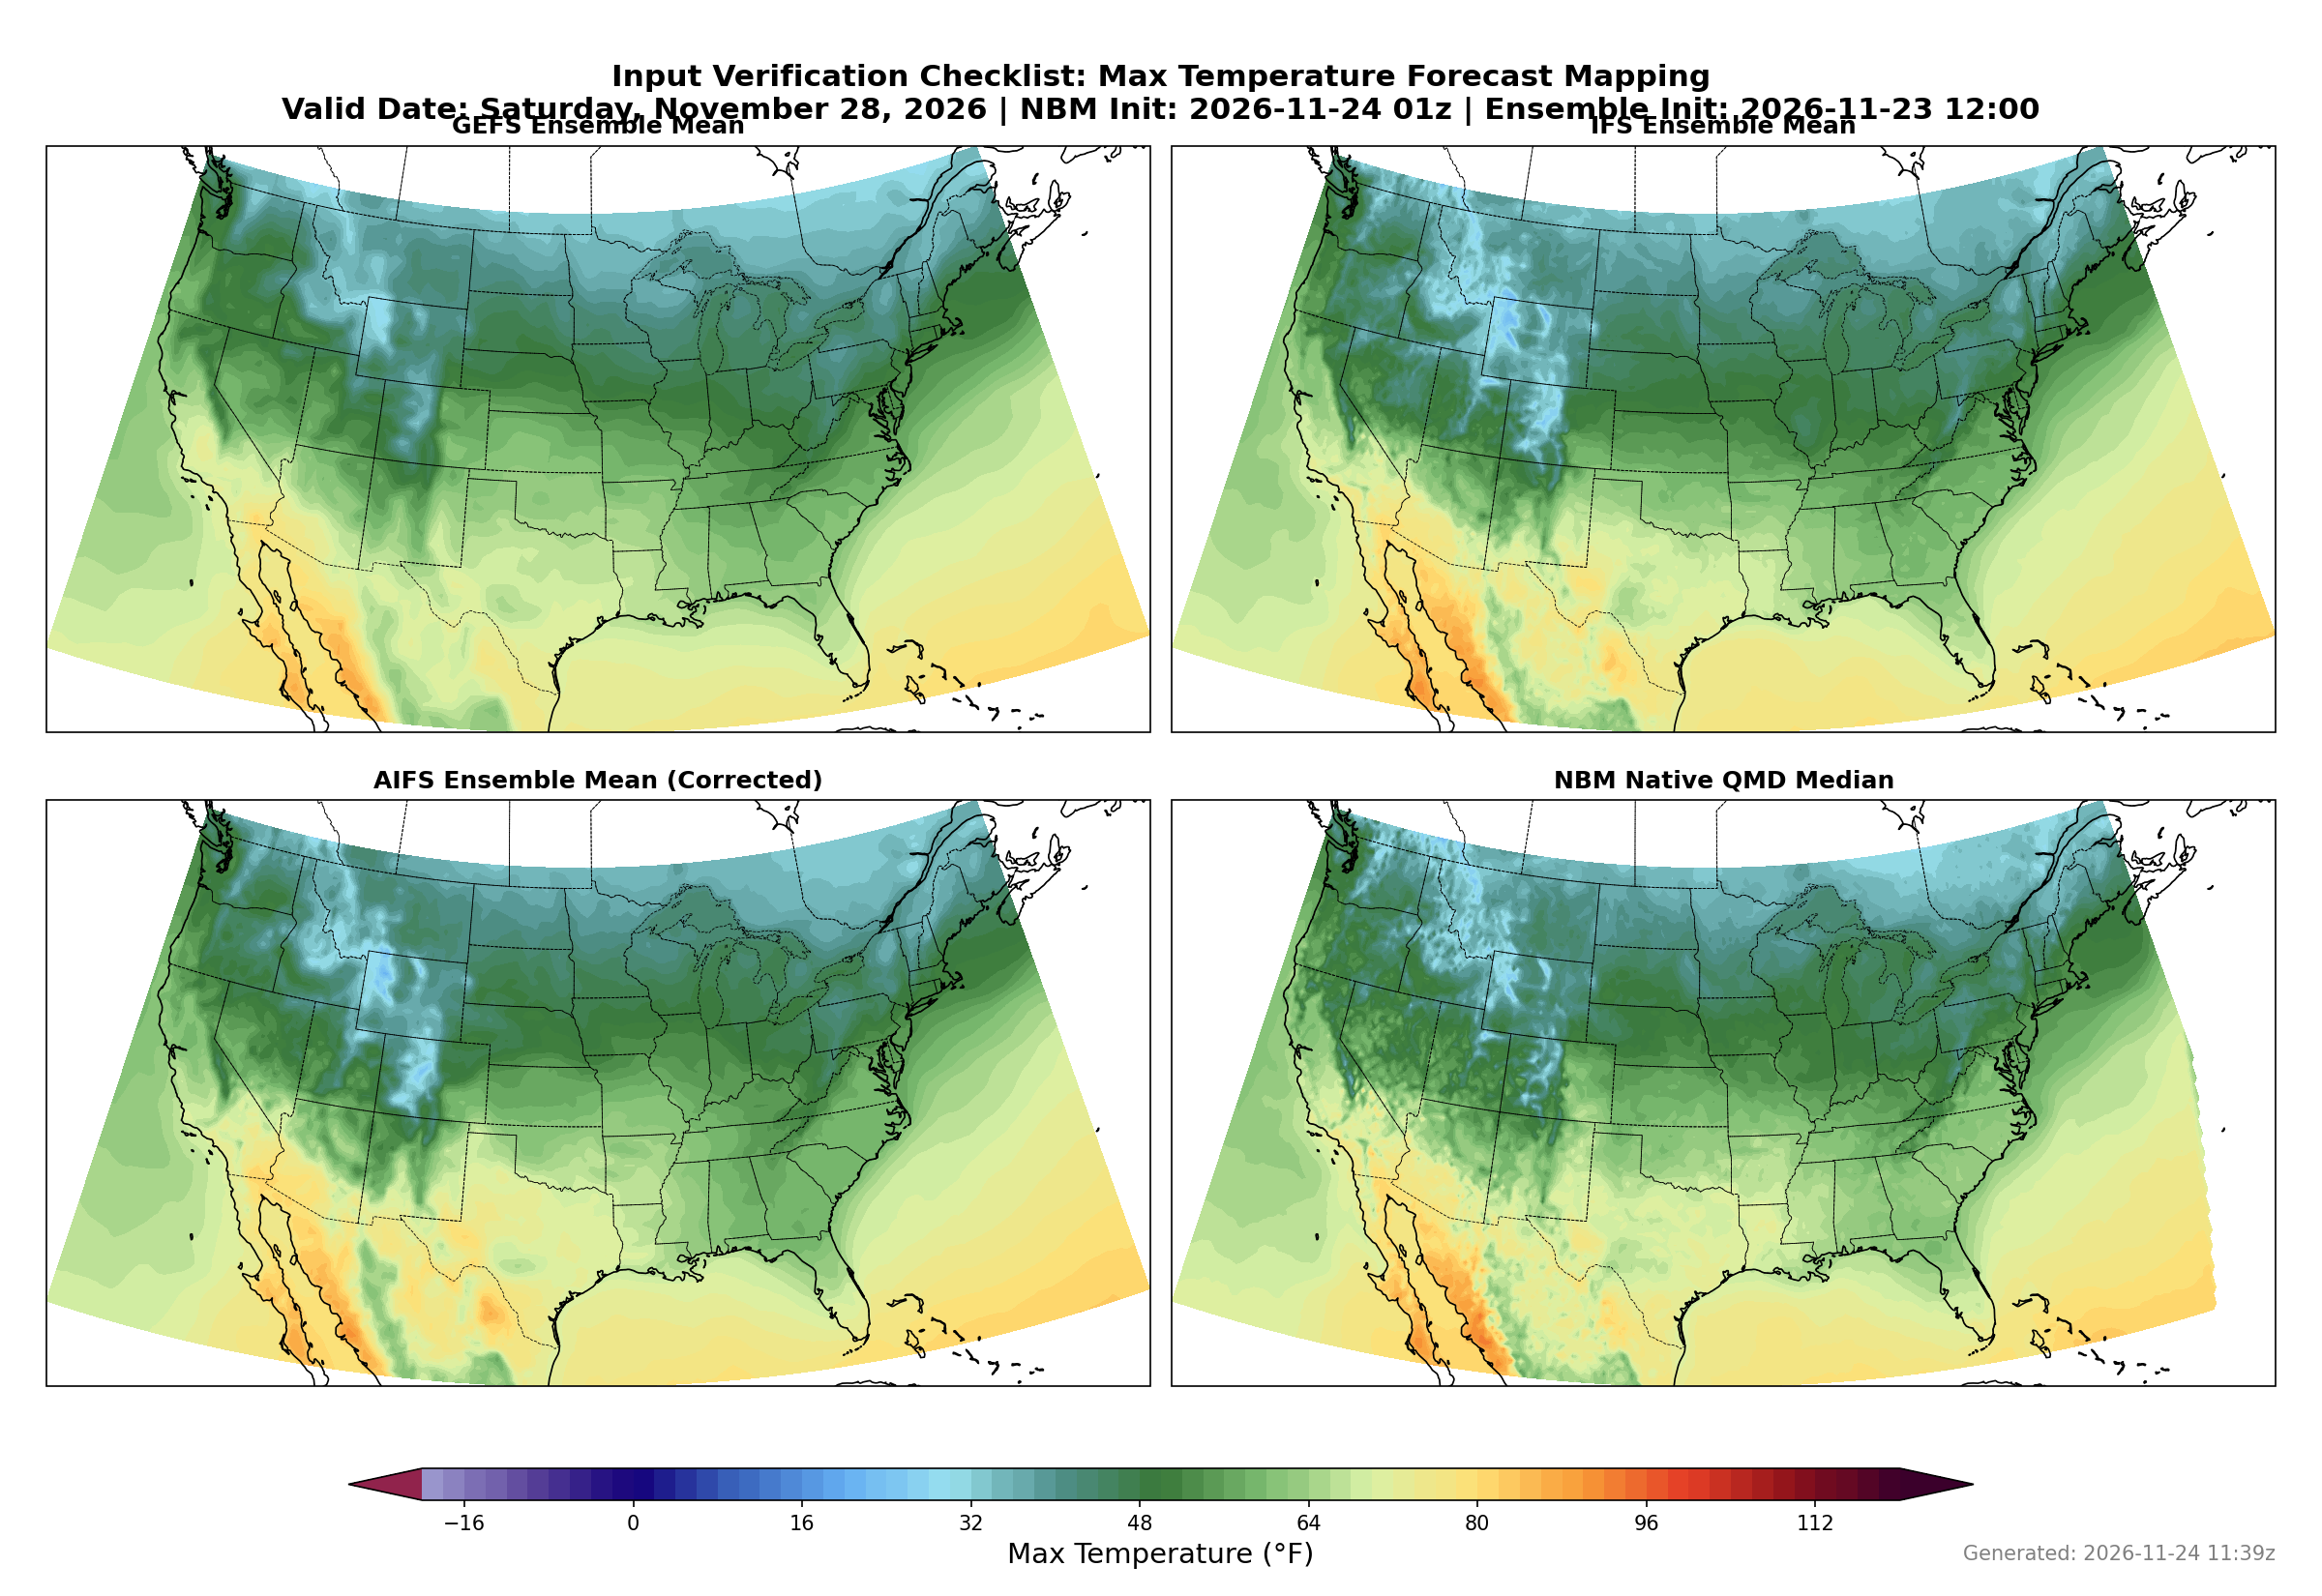 Input Verification Checklist: Max Temperature Forecast Mapping
Valid Date: Saturday, November 28, 2026 | NBM Init: 2026-11-24 01z | Ensemble Init: 2026-11-23 12:00
GEFS Ensemble Mean
IFS Ensemble Mean
AIFS Ensemble Mean (Corrected)
NBM Native QMD Median
−16 0 16 32 48 64 80 96 112
Max Temperature (°F)
Generated: 2026-11-24 11:39z